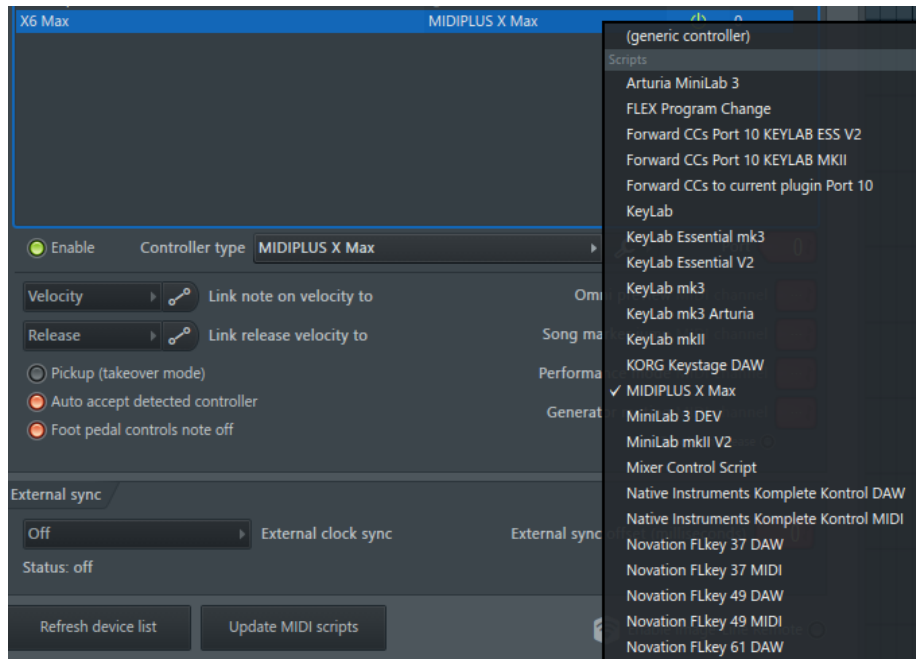 X6 Max MIDIPLUS X Max 0
(generic controller)
Scripts
Arturia MiniLab 3
FLEX Program Change
Forward CCs Port 10 KEYLAB ESS V2
Forward CCs Port 10 KEYLAB MKII
Forward CCs to current plugin Port 10
KeyLab
KeyLab Essential mk3
KeyLab Essential V2
KeyLab mk3
KeyLab mk3 Arturia
KeyLab mkII
KORG Keystage DAW
MIDIPLUS X Max
MiniLab 3 DEV
MiniLab mkII V2
Mixer Control Script
Native Instruments Komplete Kontrol DAW
Native Instruments Komplete Kontrol MIDI
Novation FLkey 37 DAW
Novation FLkey 37 MIDI
Novation FLkey 49 DAW
Novation FLkey 49 MIDI
Novation FLkey 61 DAW
Enable Controller type MIDIPLUS X Max
Velocity Link note on velocity to
Release Link release velocity to
Song
Pickup (takeover mode)
Auto accept detected controller
Foot pedal controls note off
External sync
Off External clock sync External sync
Status: off
Refresh device list Update MIDI scripts